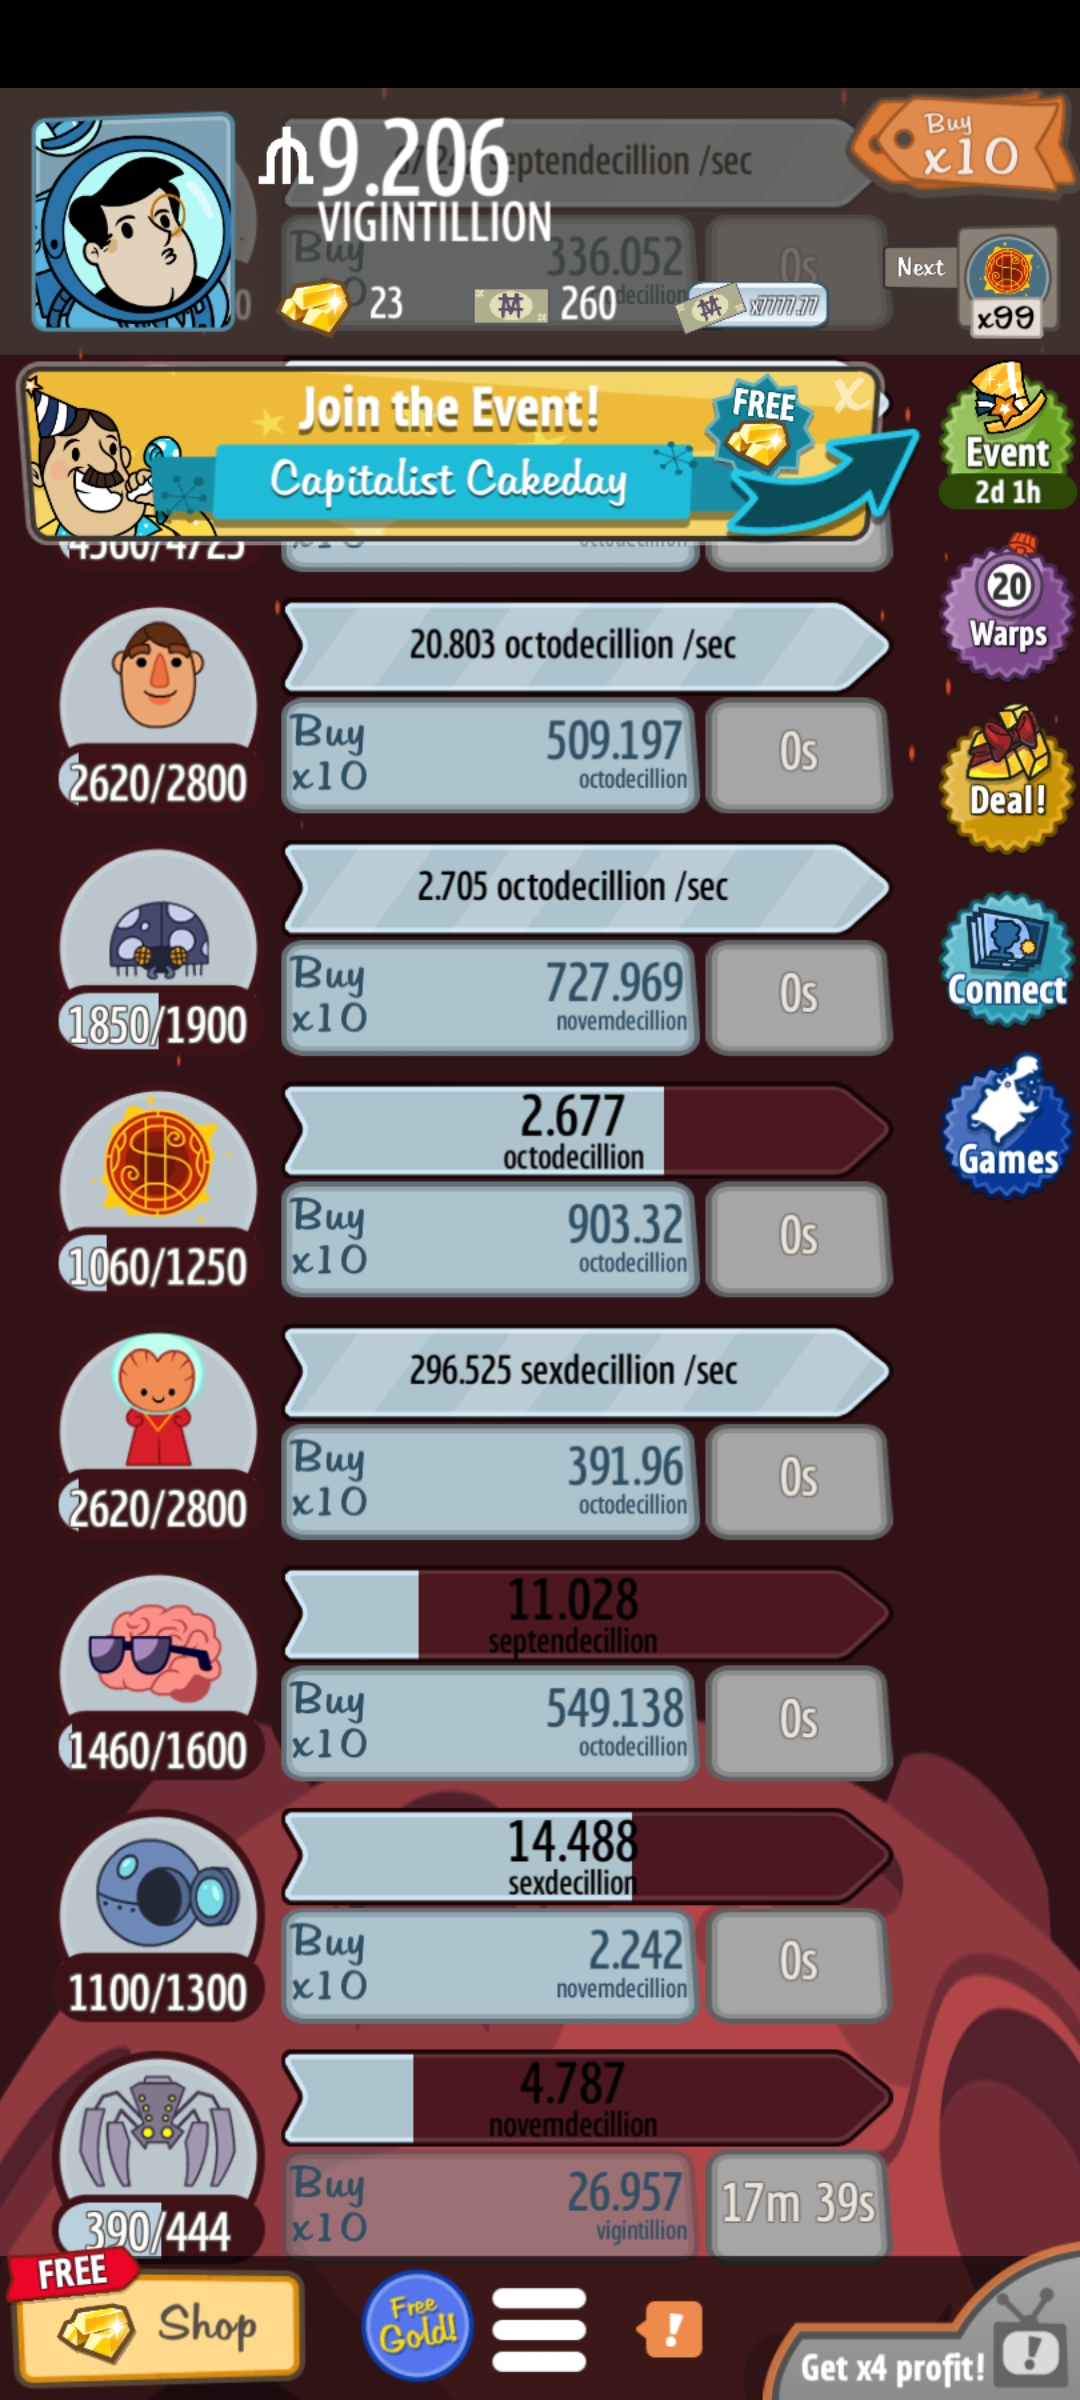 9.206
VIGINTILLION
septendecillion /sec
Buy
x10
Buy
336.052
0s
23
260
x7777.77
Next
x99
Join the Event!
Capitalist Cakeday
FREE
x
Event
2d 1h
4560/4725
x10
octodecillion
20.803 octodecillion /sec
Buy
x10
509.197
octodecillion
0s
2620/2800
20
Warps
Deal!
2.705 octodecillion /sec
Buy
x10
727.969
novemdecillion
0s
1850/1900
Connect
2.677
octodecillion
Buy
x10
903.32
octodecillion
0s
1060/1250
Games
296.525 sexdecillion /sec
Buy
x10
391.96
octodecillion
0s
2620/2800
11.028
septendecillion
Buy
x10
549.138
octodecillion
0s
1460/1600
14.488
sexdecillion
Buy
x10
2.242
novemdecillion
0s
1100/1300
4.787
novemdecillion
Buy
x10
26.957
vigintillion
17m 39s
390/444
FREE
Shop
Free
Gold!
!
Get x4 profit!
!